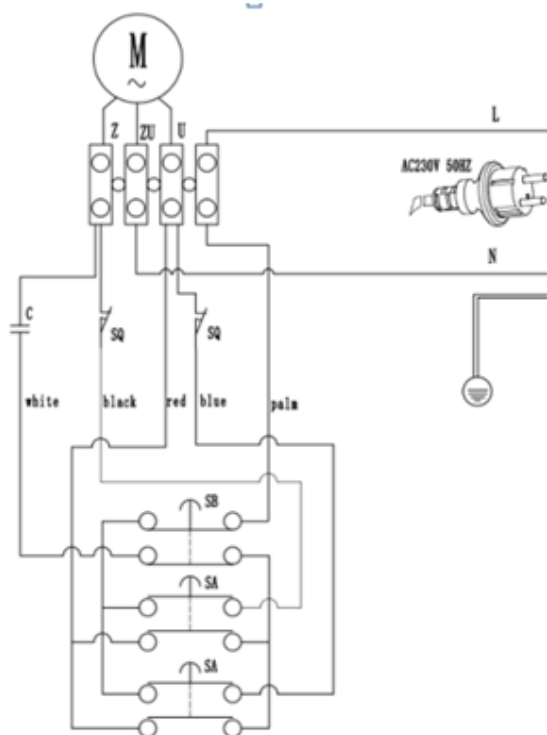 M
~
Z ZU U
L
AC230V 50HZ
N
C
SQ SQ
white black red blue palm
SB
SA
SA